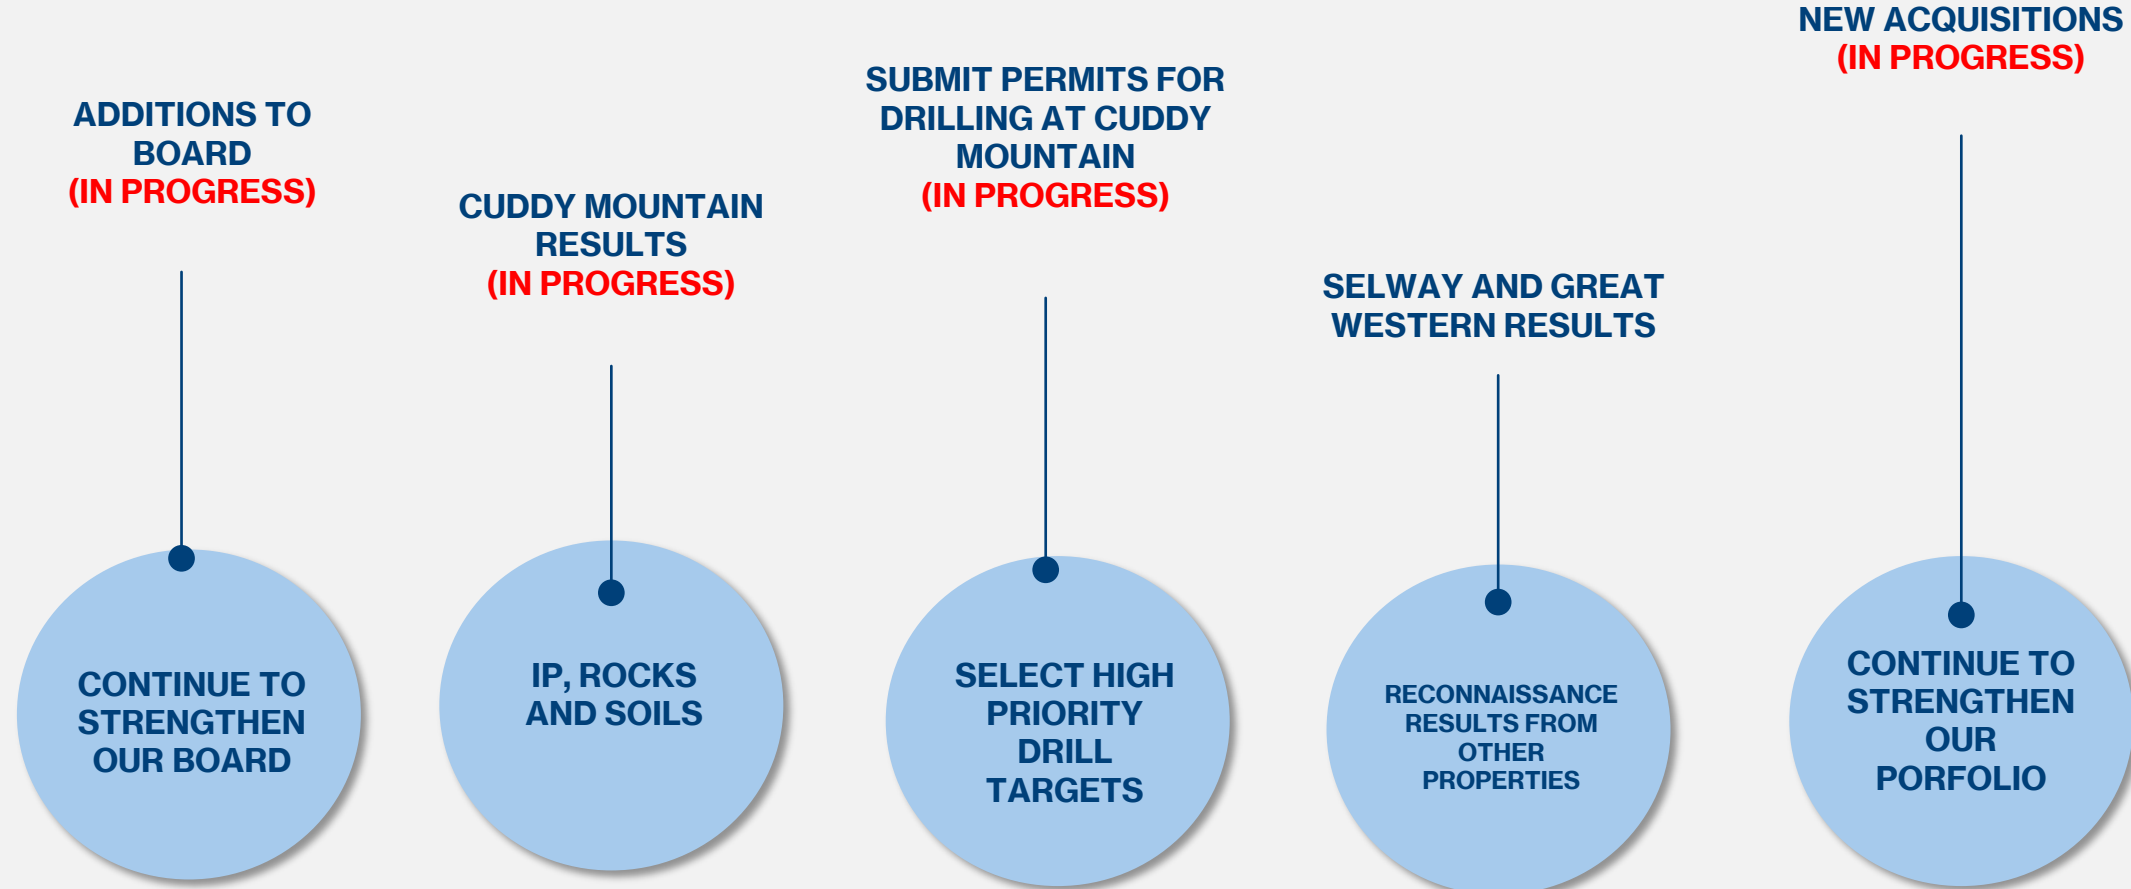 ADDITIONS TO
BOARD
(IN PROGRESS)
CONTINUE TO
STRENGTHEN
OUR BOARD
CUDDY MOUNTAIN
RESULTS
(IN PROGRESS)
IP, ROCKS
AND SOILS
SUBMIT PERMITS FOR
DRILLING AT CUDDY
MOUNTAIN
(IN PROGRESS)
SELECT HIGH
PRIORITY
DRILL
TARGETS
SELWAY AND GREAT
WESTERN RESULTS
RECONNAISSANCE
RESULTS FROM
OTHER
PROPERTIES
NEW ACQUISITIONS
(IN PROGRESS)
CONTINUE TO
STRENGTHEN
OUR
PORFOLIO